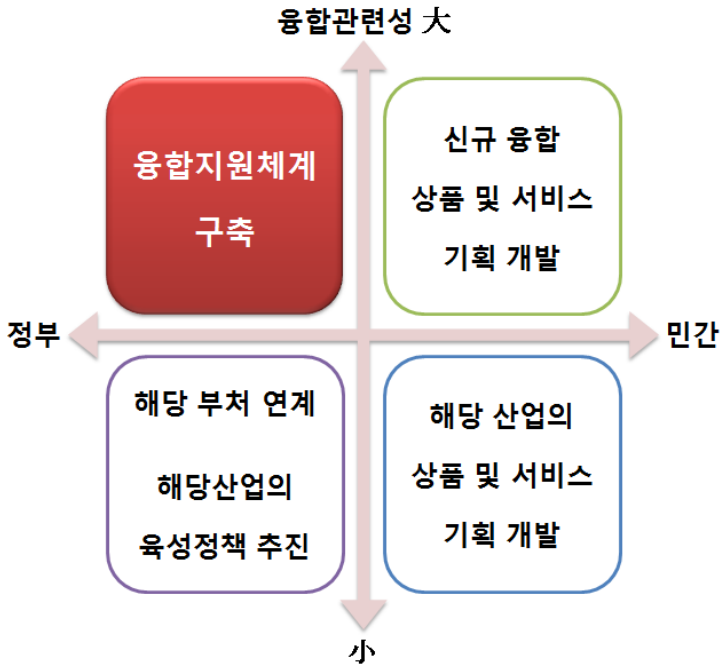 융합관련성 大
융합지원체계
구축
신규 융합
상품 및 서비스
기획 개발
정부
민간
해당 부처 연계
해당산업의
육성정책 추진
해당 산업의
상품 및 서비스
기획 개발
小